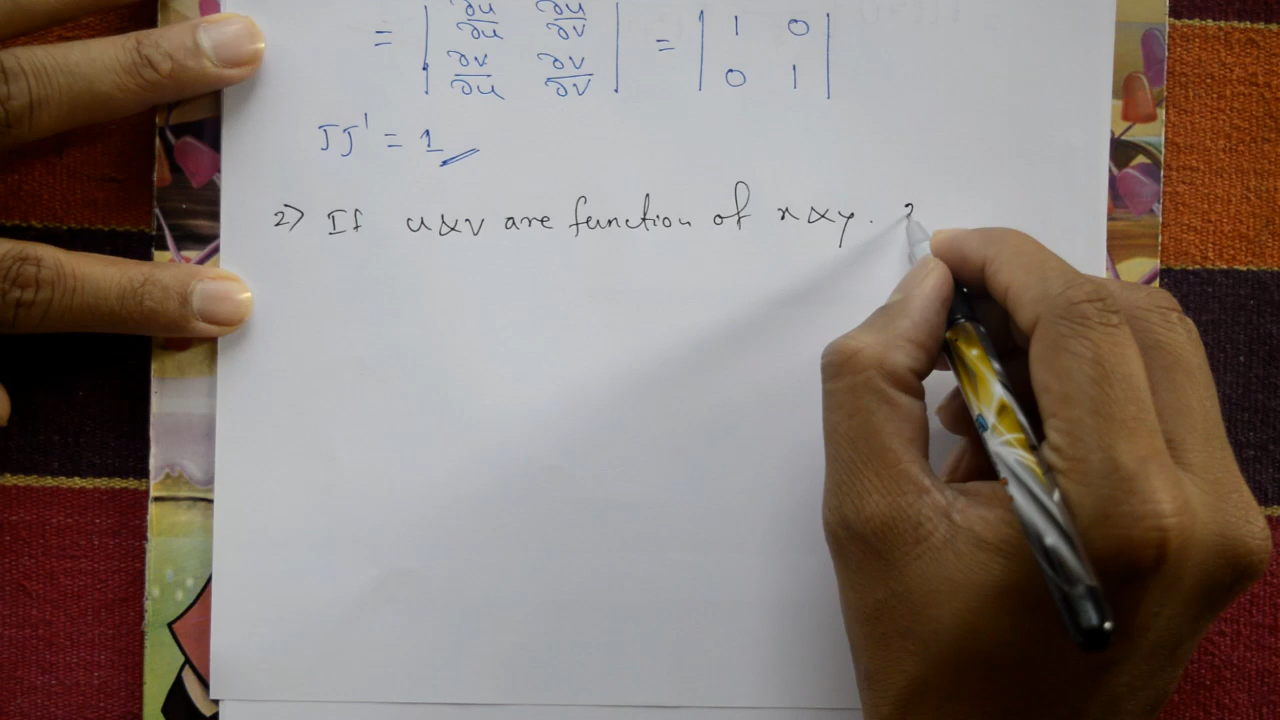 = | ∂u/∂u ∂u/∂v | = | 1 0 |
| ∂v/∂u ∂v/∂v | | 0 1 |
JJ' = 1
2) If u & v are function of x & y.